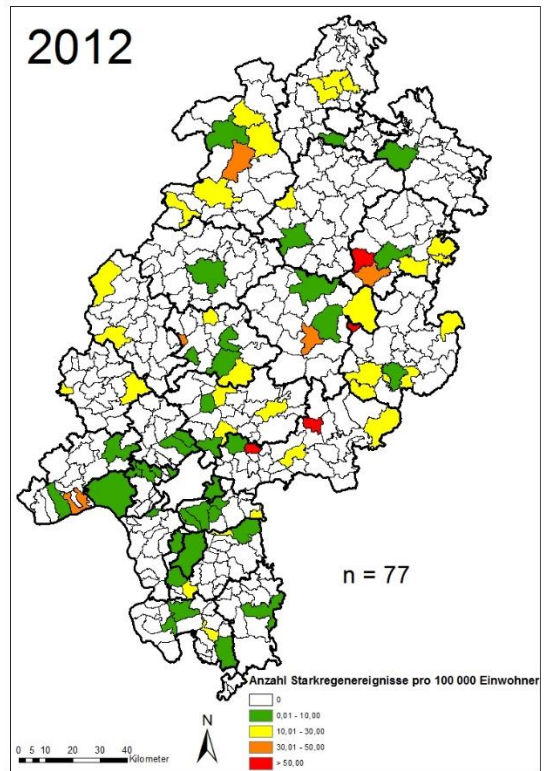 2012
n = 77
Anzahl Starkregenereignisse pro 100 000 Einwohner
0
0,01 - 10,00
10,01 - 30,00
30,01 - 50,00
> 50,00
N
0 5 10 20 30 40
Kilometer